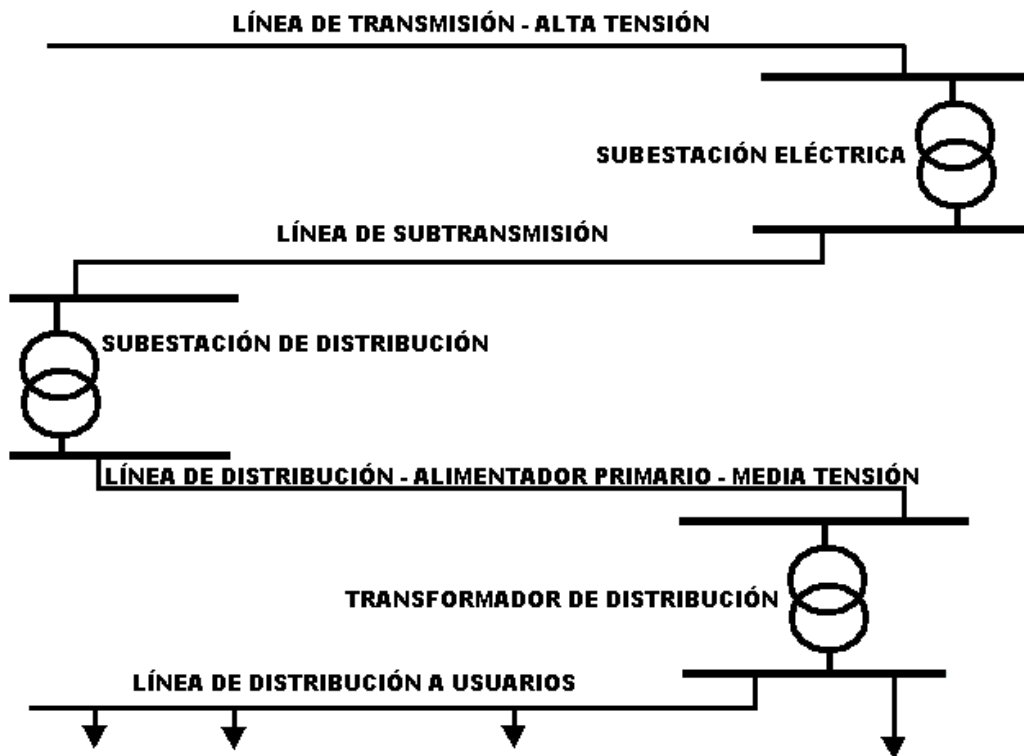 LÍNEA DE TRANSMISIÓN - ALTA TENSIÓN
SUBESTACIÓN ELÉCTRICA
LÍNEA DE SUBTRANSMISIÓN
SUBESTACIÓN DE DISTRIBUCIÓN
LÍNEA DE DISTRIBUCIÓN - ALIMENTADOR PRIMARIO - MEDIA TENSIÓN
TRANSFORMADOR DE DISTRIBUCIÓN
LÍNEA DE DISTRIBUCIÓN A USUARIOS